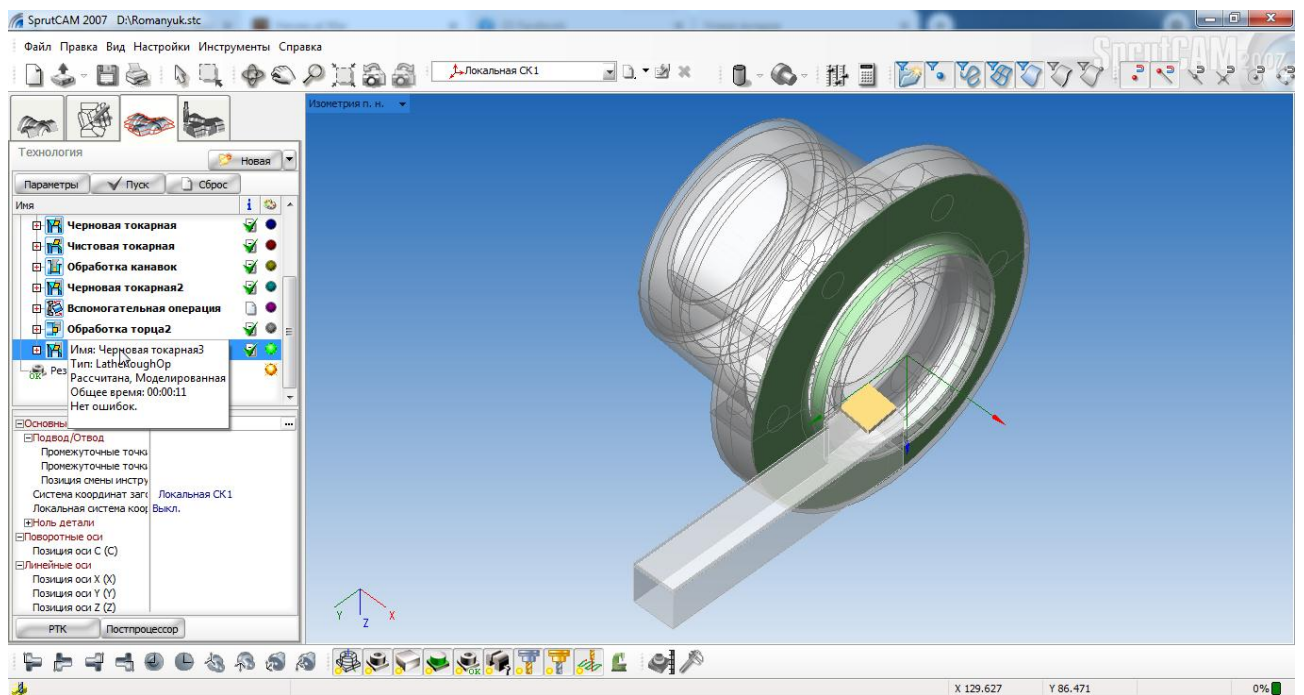 SprutCAM 2007 D:\Romanyuk.stc
Файл Правка Вид Настройки Инструменты Справка
SprutCAM 2007
Локальная СК1
Изометрия п. н.
Технология
Новая
Параметры Пуск Сброс
Имя
Черновая токарная
Чистовая токарная
Обработка канавок
Черновая токарная2
Вспомогательная операция
Обработка торца2
Имя: Черновая токарная3
Тип: LatheRoughOp
Рез
Рассчитана, Моделированная
Общее время: 00:00:11
Нет ошибок.
Основны
Подвод/Отвод
Промежуточные точки
Промежуточные точки
Позиция смены инстру
Система координат заго Локальная СК1
Локальная система коор Выкл.
Ноль детали
Поворотные оси
Позиция оси C (C)
Линейные оси
Позиция оси X (X)
Позиция оси Y (Y)
Позиция оси Z (Z)
РТК Постпроцессор
Y Z X
X 129.627 Y 86.471 0%